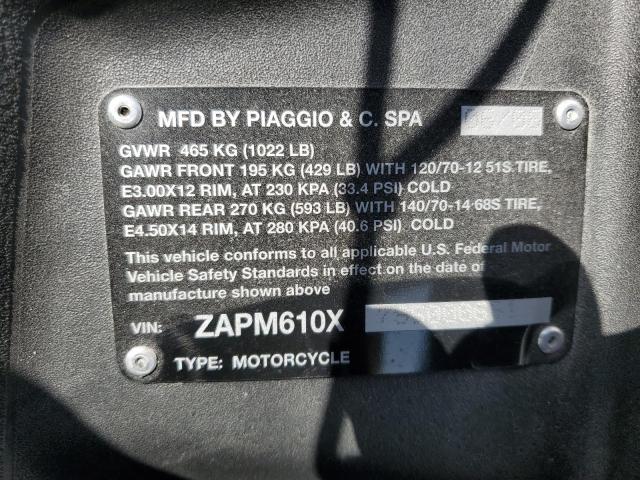 MFD BY PIAGGIO & C. SPA
GVWR 465 KG (1022 LB)
GAWR FRONT 195 KG (429 LB) WITH 120/70-12 51S TIRE,
E3.00X12 RIM, AT 230 KPA (33.4 PSI) COLD
GAWR REAR 270 KG (593 LB) WITH 140/70-14 68S TIRE,
E4.50X14 RIM, AT 280 KPA (40.6 PSI) COLD
This vehicle conforms to all applicable U.S. Federal Motor
Vehicle Safety Standards in effect on the date of
manufacture shown above
VIN: ZAPM610X
TYPE: MOTORCYCLE